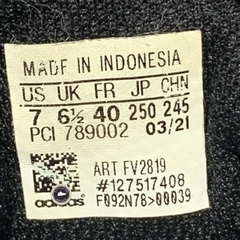 MADE IN INDONESIA
US UK FR JP CHN
7 6½ 40 250 245
PCI 789002 03/21
ART FV2819
#127517408
adidas F092N78>00039